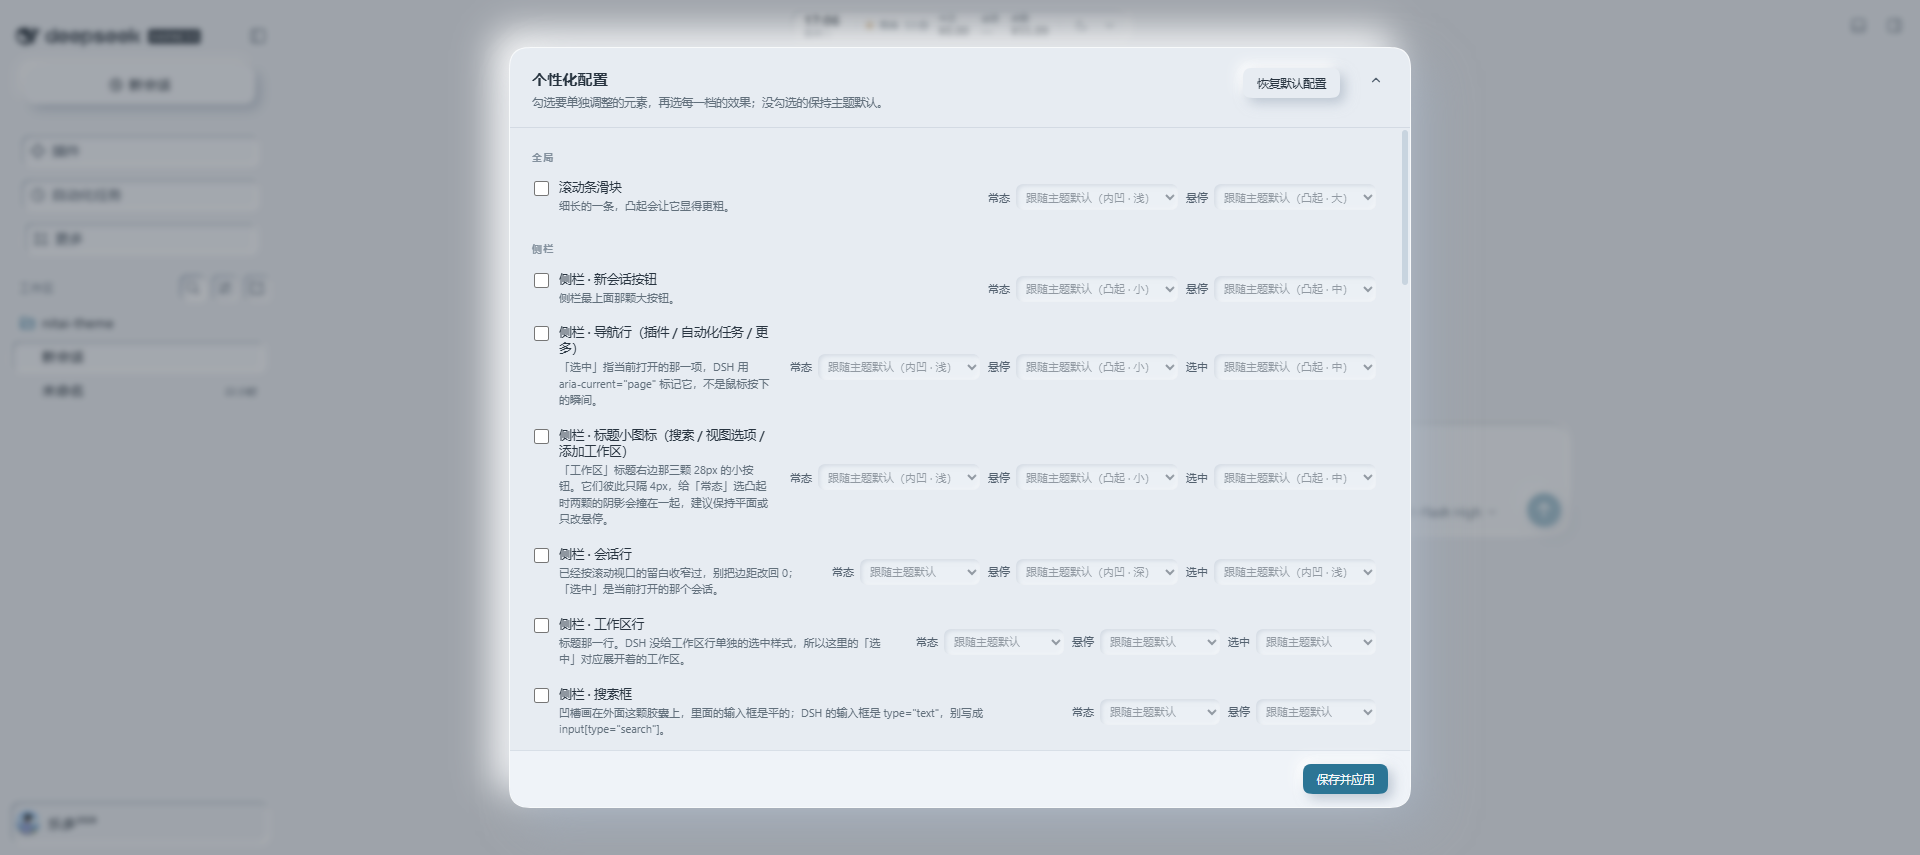 deepseek
个性化配置
恢复默认配置
勾选要单独调整的元素，再选每一档的效果；没勾选的保持主题默认。
全局
滚动条滑块
细长的一条，凸起会让它显得更粗。
常态 跟随主题默认（内凹 · 浅） 悬停 跟随主题默认（凸起 · 大）
侧栏
侧栏 · 新会话按钮
侧栏最上面那颗大按钮。
常态 跟随主题默认（凸起 · 小） 悬停 跟随主题默认（凸起 · 中）
侧栏 · 导航行（插件 / 自动化任务 / 更
多）
「选中」指当前打开的那一项，DSH 用
aria-current="page" 标记它，不是鼠标按下
的瞬间。
常态 跟随主题默认（内凹 · 浅） 悬停 跟随主题默认（凸起 · 小） 选中 跟随主题默认（凸起 · 中）
侧栏 · 标题小图标（搜索 / 视图选项 /
添加工作区）
「工作区」标题右边那三颗 28px 的小按
钮。它们彼此只隔 4px，给「常态」选凸起
时两颗的阴影会撞在一起，建议保持平面或
只改悬停。
常态 跟随主题默认（内凹 · 浅） 悬停 跟随主题默认（凸起 · 小） 选中 跟随主题默认（凸起 · 中）
侧栏 · 会话行
已经按滚动视口的留白收窄过，别把边距改回 0；
「选中」是当前打开的那个会话。
常态 跟随主题默认 悬停 跟随主题默认（内凹 · 深） 选中 跟随主题默认（内凹 · 浅）
侧栏 · 工作区行
标题那一行。DSH 没给工作区行单独的选中样式，所以这里的「选
中」对应展开着的工作区。
常态 跟随主题默认 悬停 跟随主题默认 选中 跟随主题默认
侧栏 · 搜索框
凹槽画在外面这颗胶囊上，里面的输入框是平的；DSH 的输入框是 type="text"，别写成
input[type="search"]。
常态 跟随主题默认 悬停 跟随主题默认
保存并应用